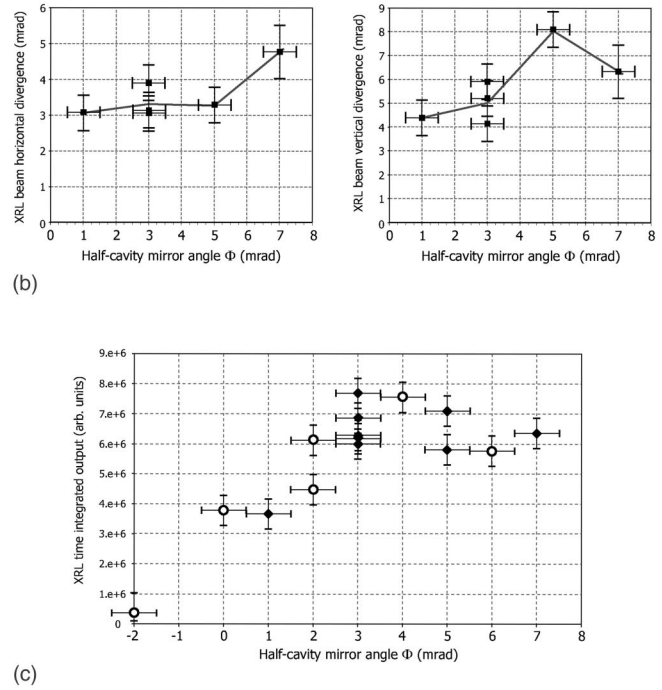 XRL beam horizontal divergence (mrad)
6
5
4
3
2
1
0
0 1 2 3 4 5 6 7 8
Half-cavity mirror angle Φ (mrad)
XRL beam vertical divergence (mrad)
9
8
7
6
5
4
3
2
1
0
0 1 2 3 4 5 6 7 8
Half-cavity mirror angle Φ (mrad)
(b)
XRL time integrated output (arb. units)
9.e+6
8.e+6
7.e+6
6.e+6
5.e+6
4.e+6
3.e+6
2.e+6
1.e+6
0
-2 -1 0 1 2 3 4 5 6 7 8
Half-cavity mirror angle Φ (mrad)
(c)